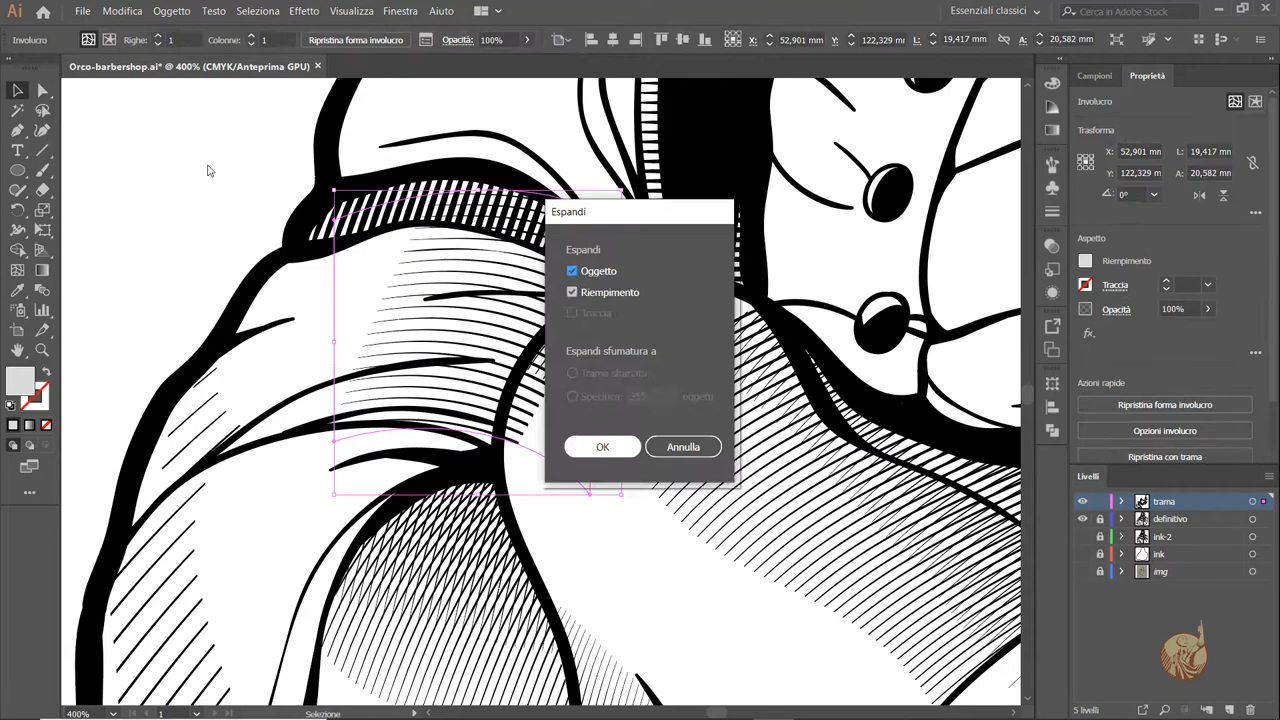 Ai File Modifica Oggetto Testo Seleziona Effetto Visualizza Finestra Aiuto Essenziali classici Cerca in Adobe Stock
Involucro Righe: 1 Colonne: 1 Ripristina forma involucro Opacità: 100% X: 52,901 mm Y: 122,329 mm L: 19,417 mm A: 20,582 mm
Orco-barbershop.ai* @ 400% (CMYK/Anteprima GPU) ×
Campioni Proprietà
Involucro
Trasforma
X: 52,901 mm L: 19,417 mm
Y: 122,329 mm A: 20,582 mm
0°
Aspetto
Riempimento
Traccia
Opacità 100%
fx
Azioni rapide
Ripristina forma involucro
Opzioni involucro
Ripristina con trama
Livelli
trama
definitivo
ink-2
ink
img
5 livelli
Espandi
Espandi
Oggetto
Riempimento
Traccia
Espandi sfumatura a
Trama sfumata
Specifica: 255 oggetti
OK Annulla
400% 1 Selezione